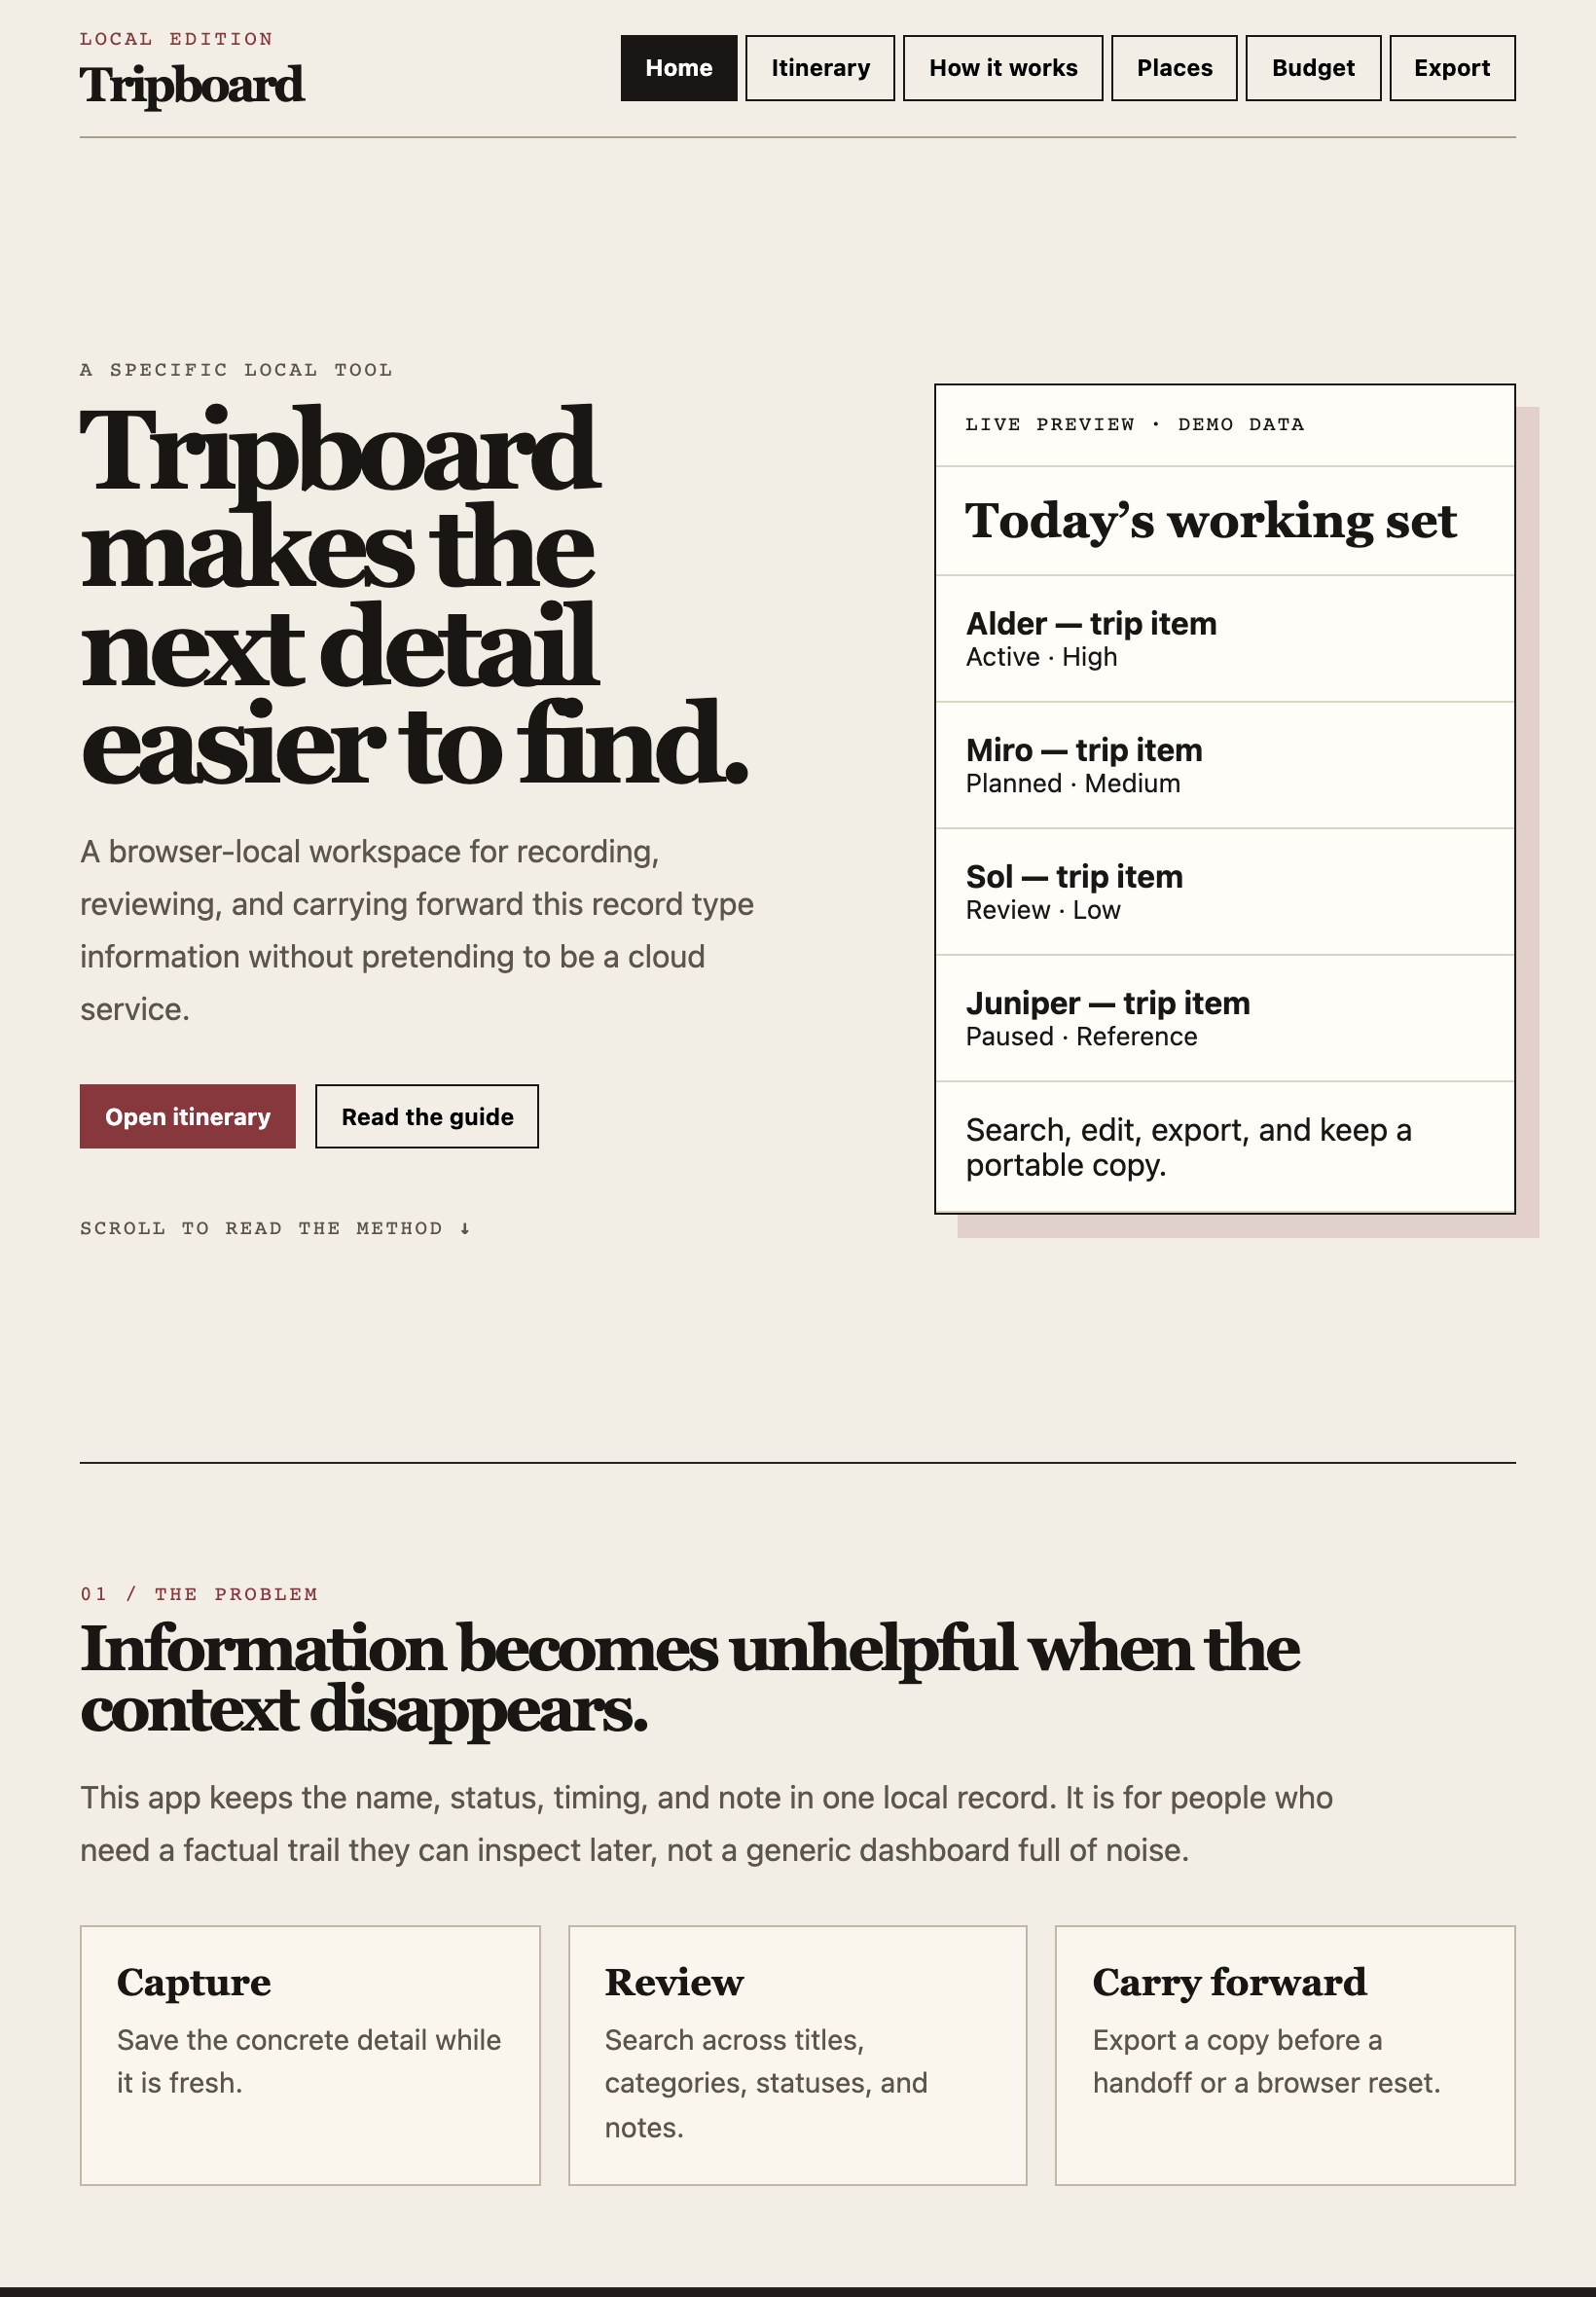 LOCAL EDITION
Tripboard
Home
Itinerary
How it works
Places
Budget
Export
A SPECIFIC LOCAL TOOL
Tripboard
makes the
next detail
easier to find.
A browser-local workspace for recording,
reviewing, and carrying forward this record type
information without pretending to be a cloud
service.
Open itinerary
Read the guide
SCROLL TO READ THE METHOD ↓
LIVE PREVIEW · DEMO DATA
Today’s working set
Alder — trip item
Active · High
Miro — trip item
Planned · Medium
Sol — trip item
Review · Low
Juniper — trip item
Paused · Reference
Search, edit, export, and keep a
portable copy.
01 / THE PROBLEM
Information becomes unhelpful when the
context disappears.
This app keeps the name, status, timing, and note in one local record. It is for people who
need a factual trail they can inspect later, not a generic dashboard full of noise.
Capture
Save the concrete detail while
it is fresh.
Review
Search across titles,
categories, statuses, and
notes.
Carry forward
Export a copy before a
handoff or a browser reset.